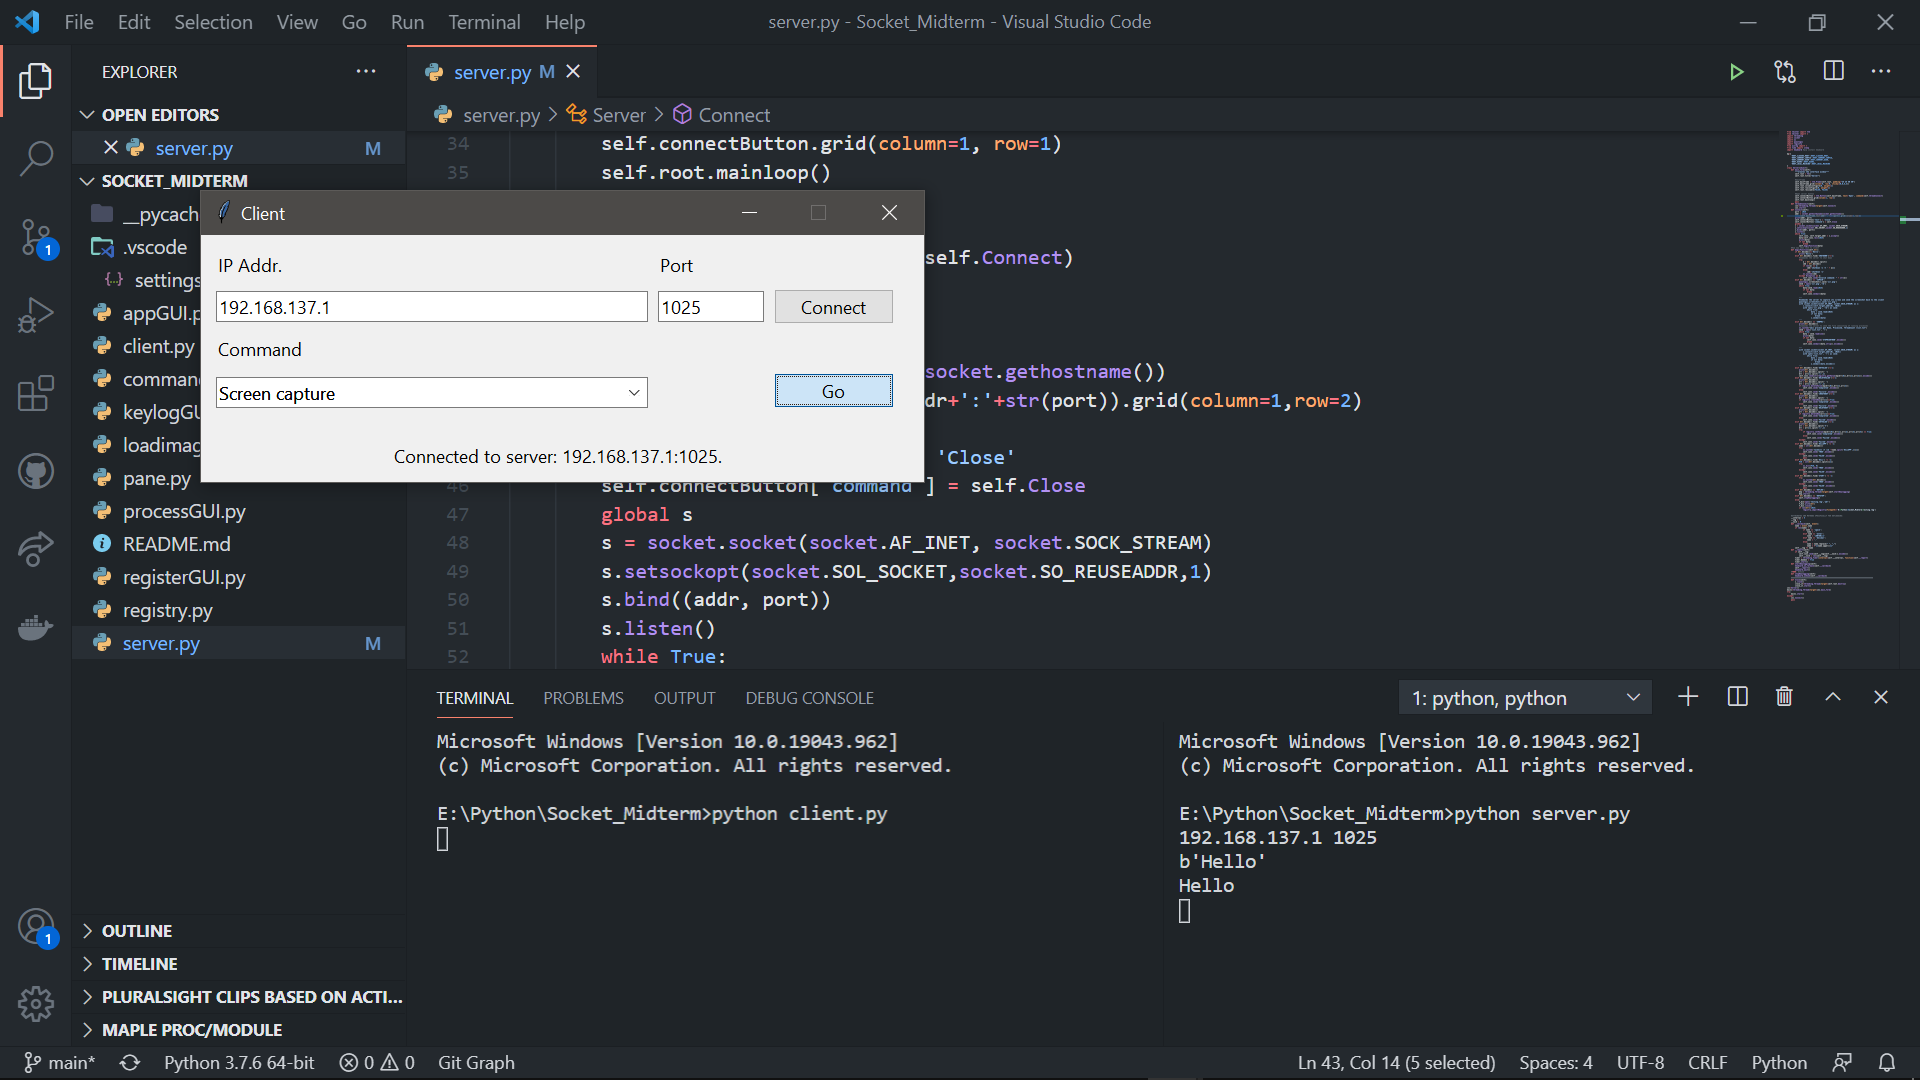 File Edit Selection View Go Run Terminal Help
server.py - Socket_Midterm - Visual Studio Code
EXPLORER
OPEN EDITORS
server.py M
SOCKET_MIDTERM
__pycach
.vscode
settings
appGUI.p
client.py
comman
keylogGU
loadimag
pane.py
processGUI.py
README.md
registerGUI.py
registry.py
server.py M
OUTLINE
TIMELINE
PLURALSIGHT CLIPS BASED ON ACTI...
MAPLE PROC/MODULE
1
1
server.py M
server.py > Server > Connect
34 self.connectButton.grid(column=1, row=1)
35 self.root.mainloop()
self.Connect)
socket.gethostname())
dr+':'+str(port)).grid(column=1,row=2)
'Close'
46 self.connectButton['command'] = self.Close
47 global s
48 s = socket.socket(socket.AF_INET, socket.SOCK_STREAM)
49 s.setsockopt(socket.SOL_SOCKET,socket.SO_REUSEADDR,1)
50 s.bind((addr, port))
51 s.listen()
52 while True:
Client
IP Addr. Port
192.168.137.1 1025 Connect
Command
Screen capture Go
Connected to server: 192.168.137.1:1025.
TERMINAL PROBLEMS OUTPUT DEBUG CONSOLE
1: python, python
Microsoft Windows [Version 10.0.19043.962]
(c) Microsoft Corporation. All rights reserved.
E:\Python\Socket_Midterm>python client.py
Microsoft Windows [Version 10.0.19043.962]
(c) Microsoft Corporation. All rights reserved.
E:\Python\Socket_Midterm>python server.py
192.168.137.1 1025
b'Hello'
Hello
main* Python 3.7.6 64-bit 0 0 Git Graph
Ln 43, Col 14 (5 selected) Spaces: 4 UTF-8 CRLF Python